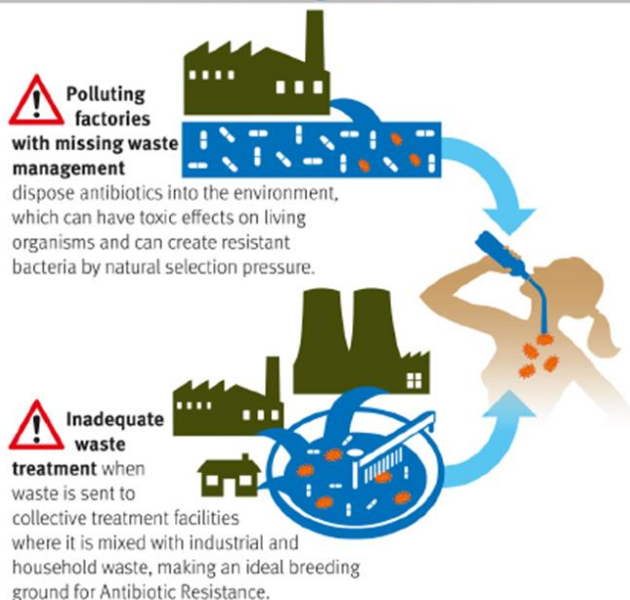 Polluting
factories
with missing waste
management
dispose antibiotics into the environment,
which can have toxic effects on living
organisms and can create resistant
bacteria by natural selection pressure.
Inadequate
waste
treatment when
waste is sent to
collective treatment facilities
where it is mixed with industrial and
household waste, making an ideal breeding
ground for Antibiotic Resistance.